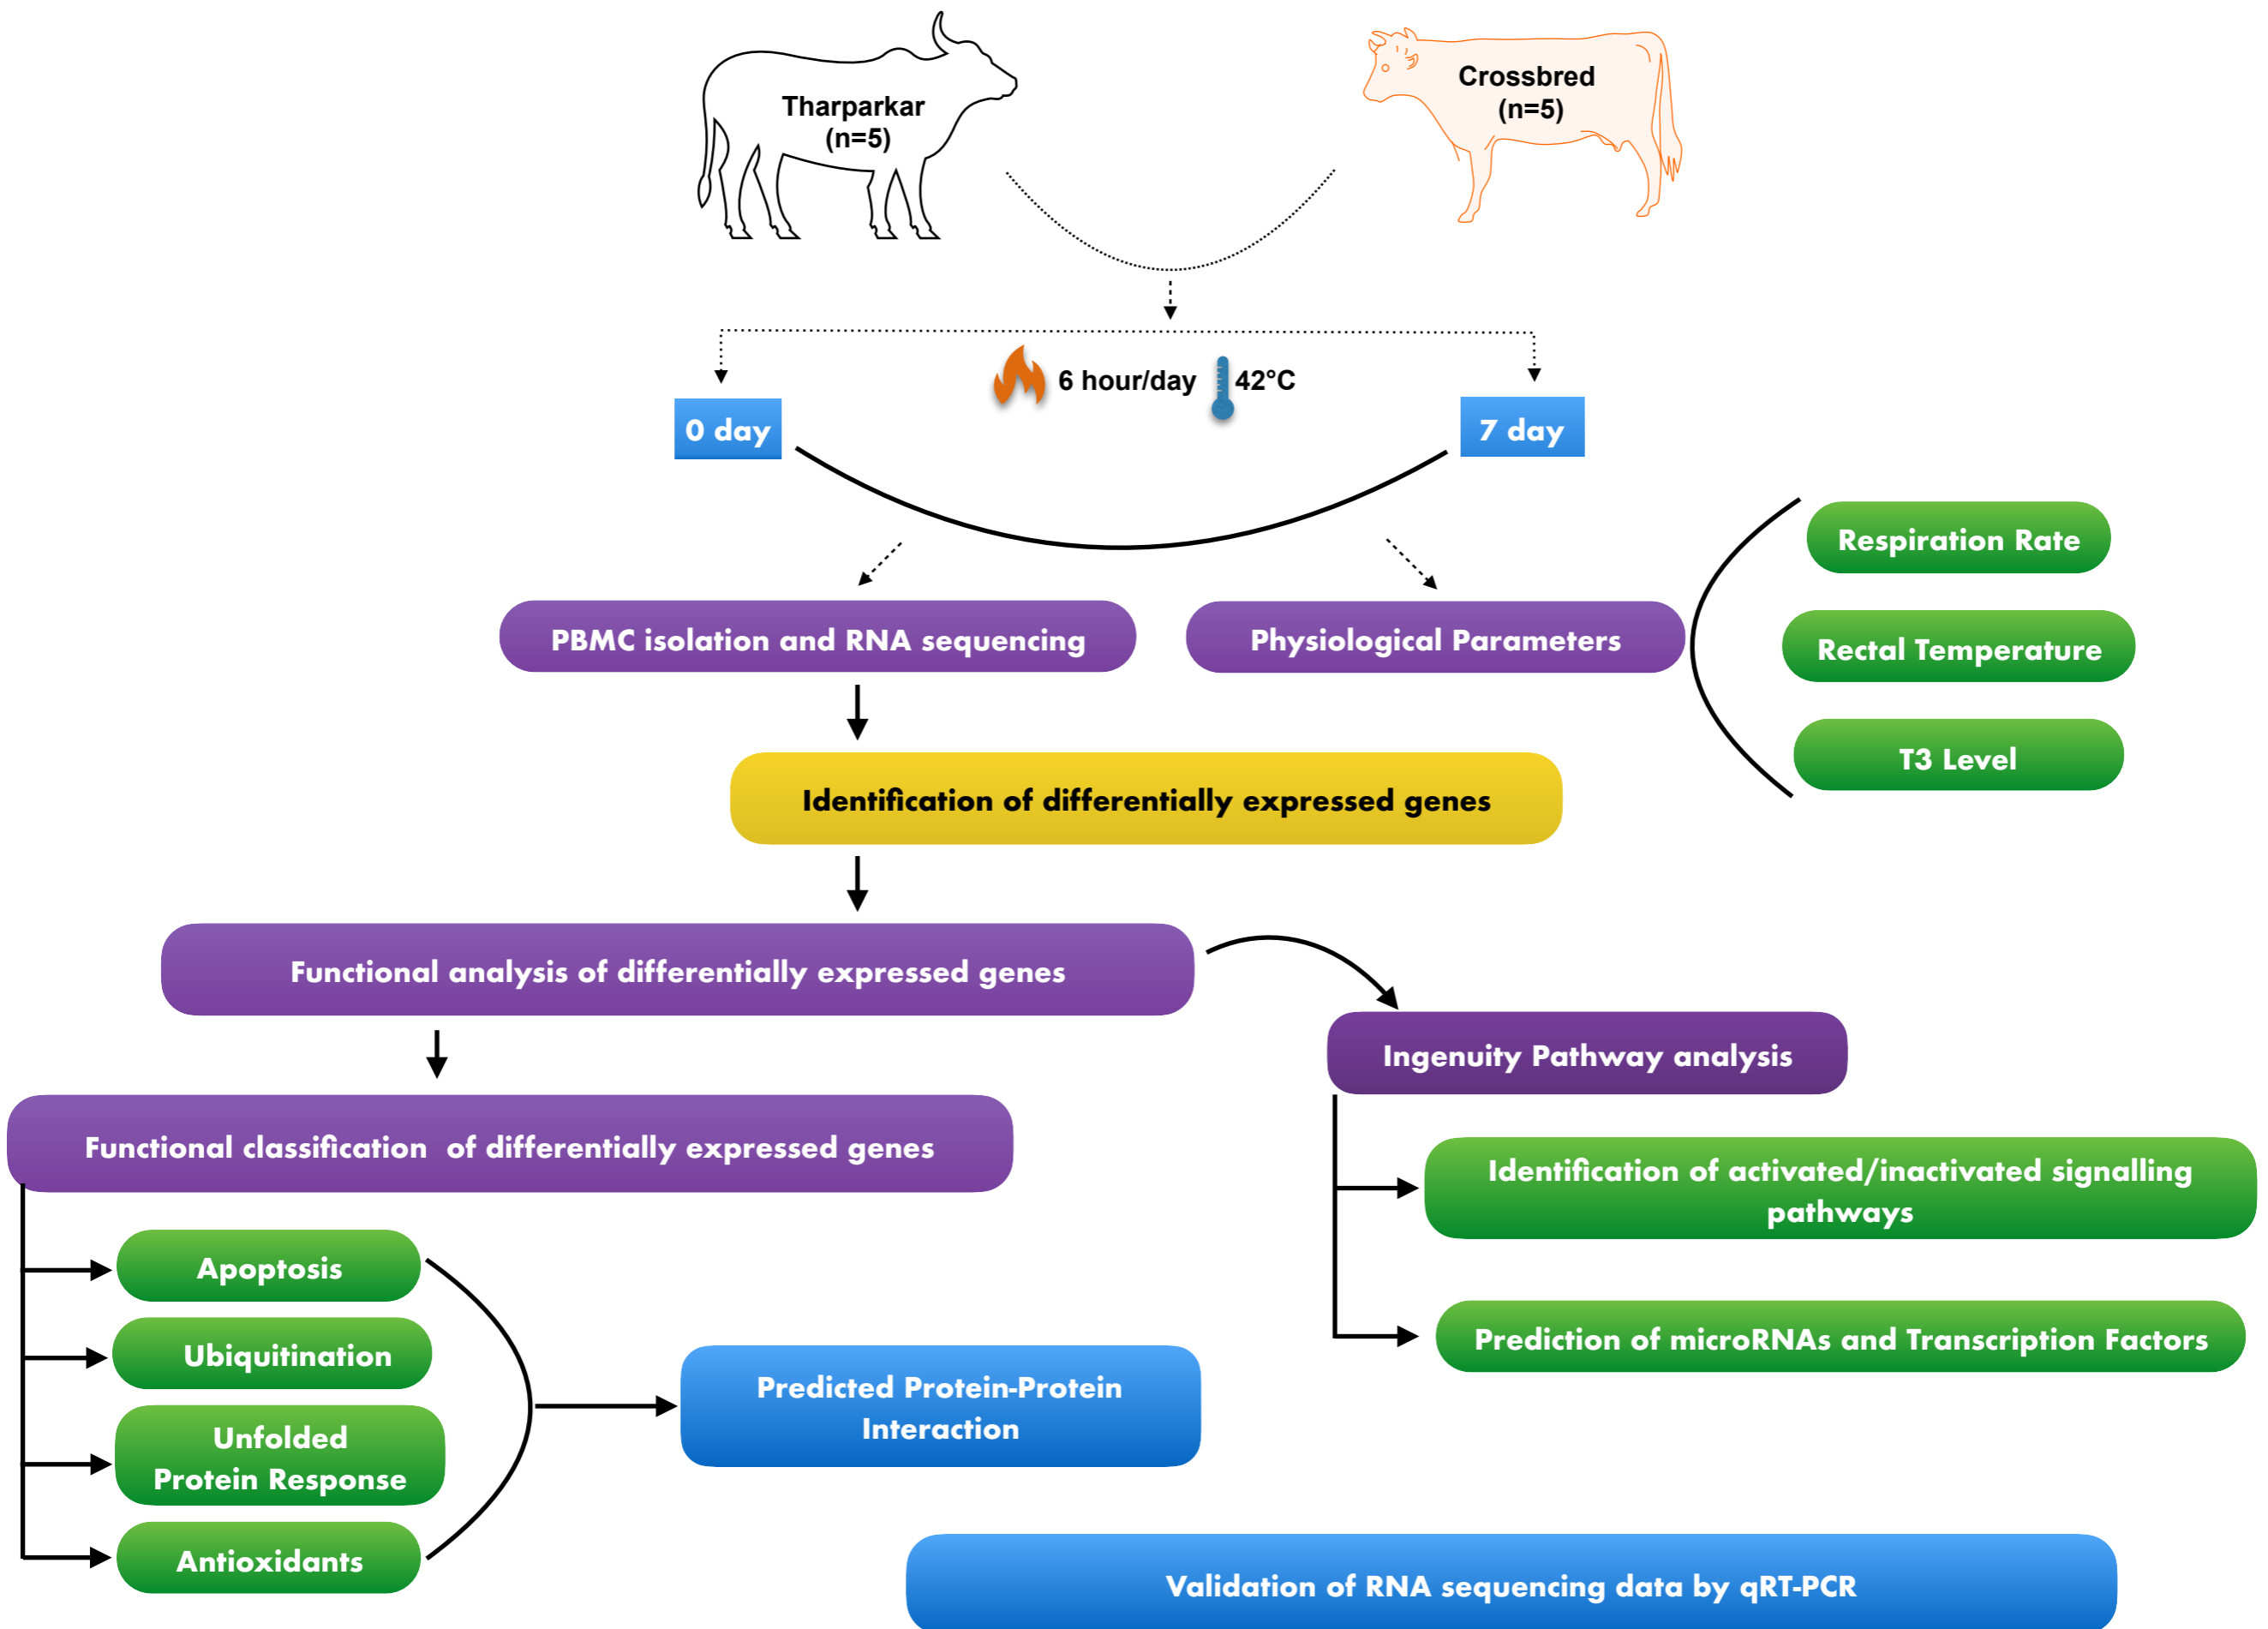 Tharparkar
(n=5)
Crossbred
(n=5)
6 hour/day
42°C
0 day
7 day
Respiration Rate
PBMC isolation and RNA sequencing
Physiological Parameters
Rectal Temperature
T3 Level
Identification of differentially expressed genes
Functional analysis of differentially expressed genes
Ingenuity Pathway analysis
Functional classification of differentially expressed genes
Identification of activated/inactivated signalling
pathways
Apoptosis
Prediction of microRNAs and Transcription Factors
Ubiquitination
Predicted Protein-Protein
Interaction
Unfolded
Protein Response
Antioxidants
Validation of RNA sequencing data by qRT-PCR